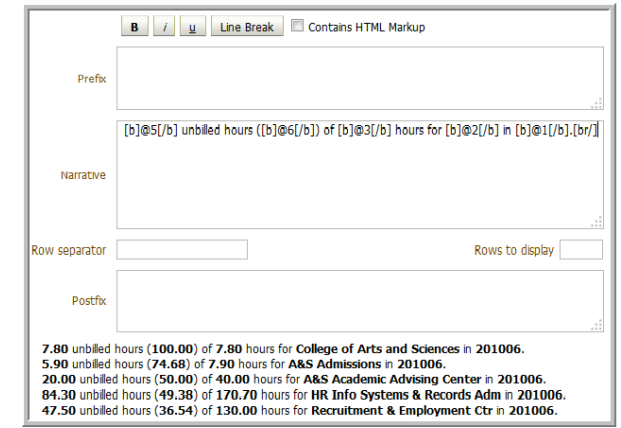 B i u Line Break Contains HTML Markup
Prefix
[b]@5[/b] unbilled hours ([b]@6[/b]) of [b]@3[/b] hours for [b]@2[/b] in [b]@1[/b].[br/]
Narrative
Row separator Rows to display
Postfix
7.80 unbilled hours (100.00) of 7.80 hours for College of Arts and Sciences in 201006.
5.90 unbilled hours (74.68) of 7.90 hours for A&S Admissions in 201006.
20.00 unbilled hours (50.00) of 40.00 hours for A&S Academic Advising Center in 201006.
84.30 unbilled hours (49.38) of 170.70 hours for HR Info Systems & Records Adm in 201006.
47.50 unbilled hours (36.54) of 130.00 hours for Recruitment & Employment Ctr in 201006.